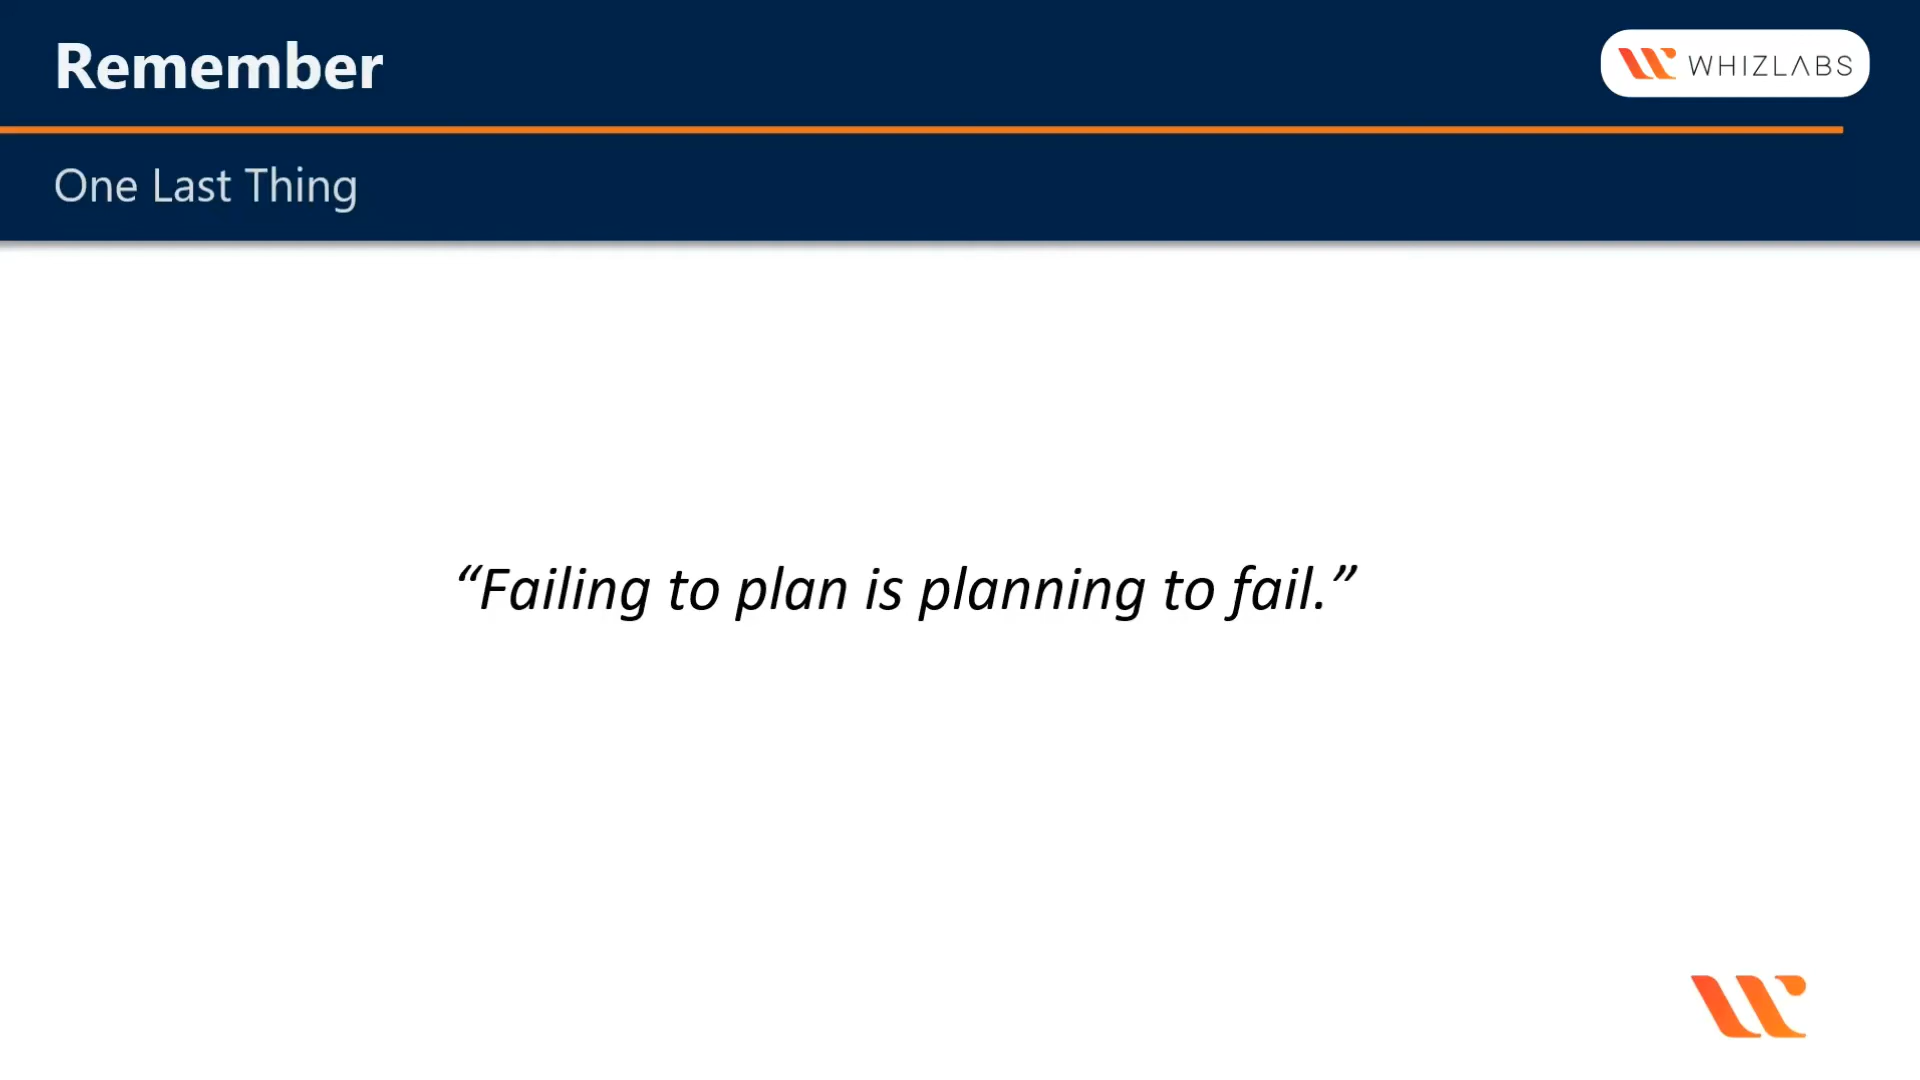 Remember
WHIZLABS
One Last Thing
“Failing to plan is planning to fail.”